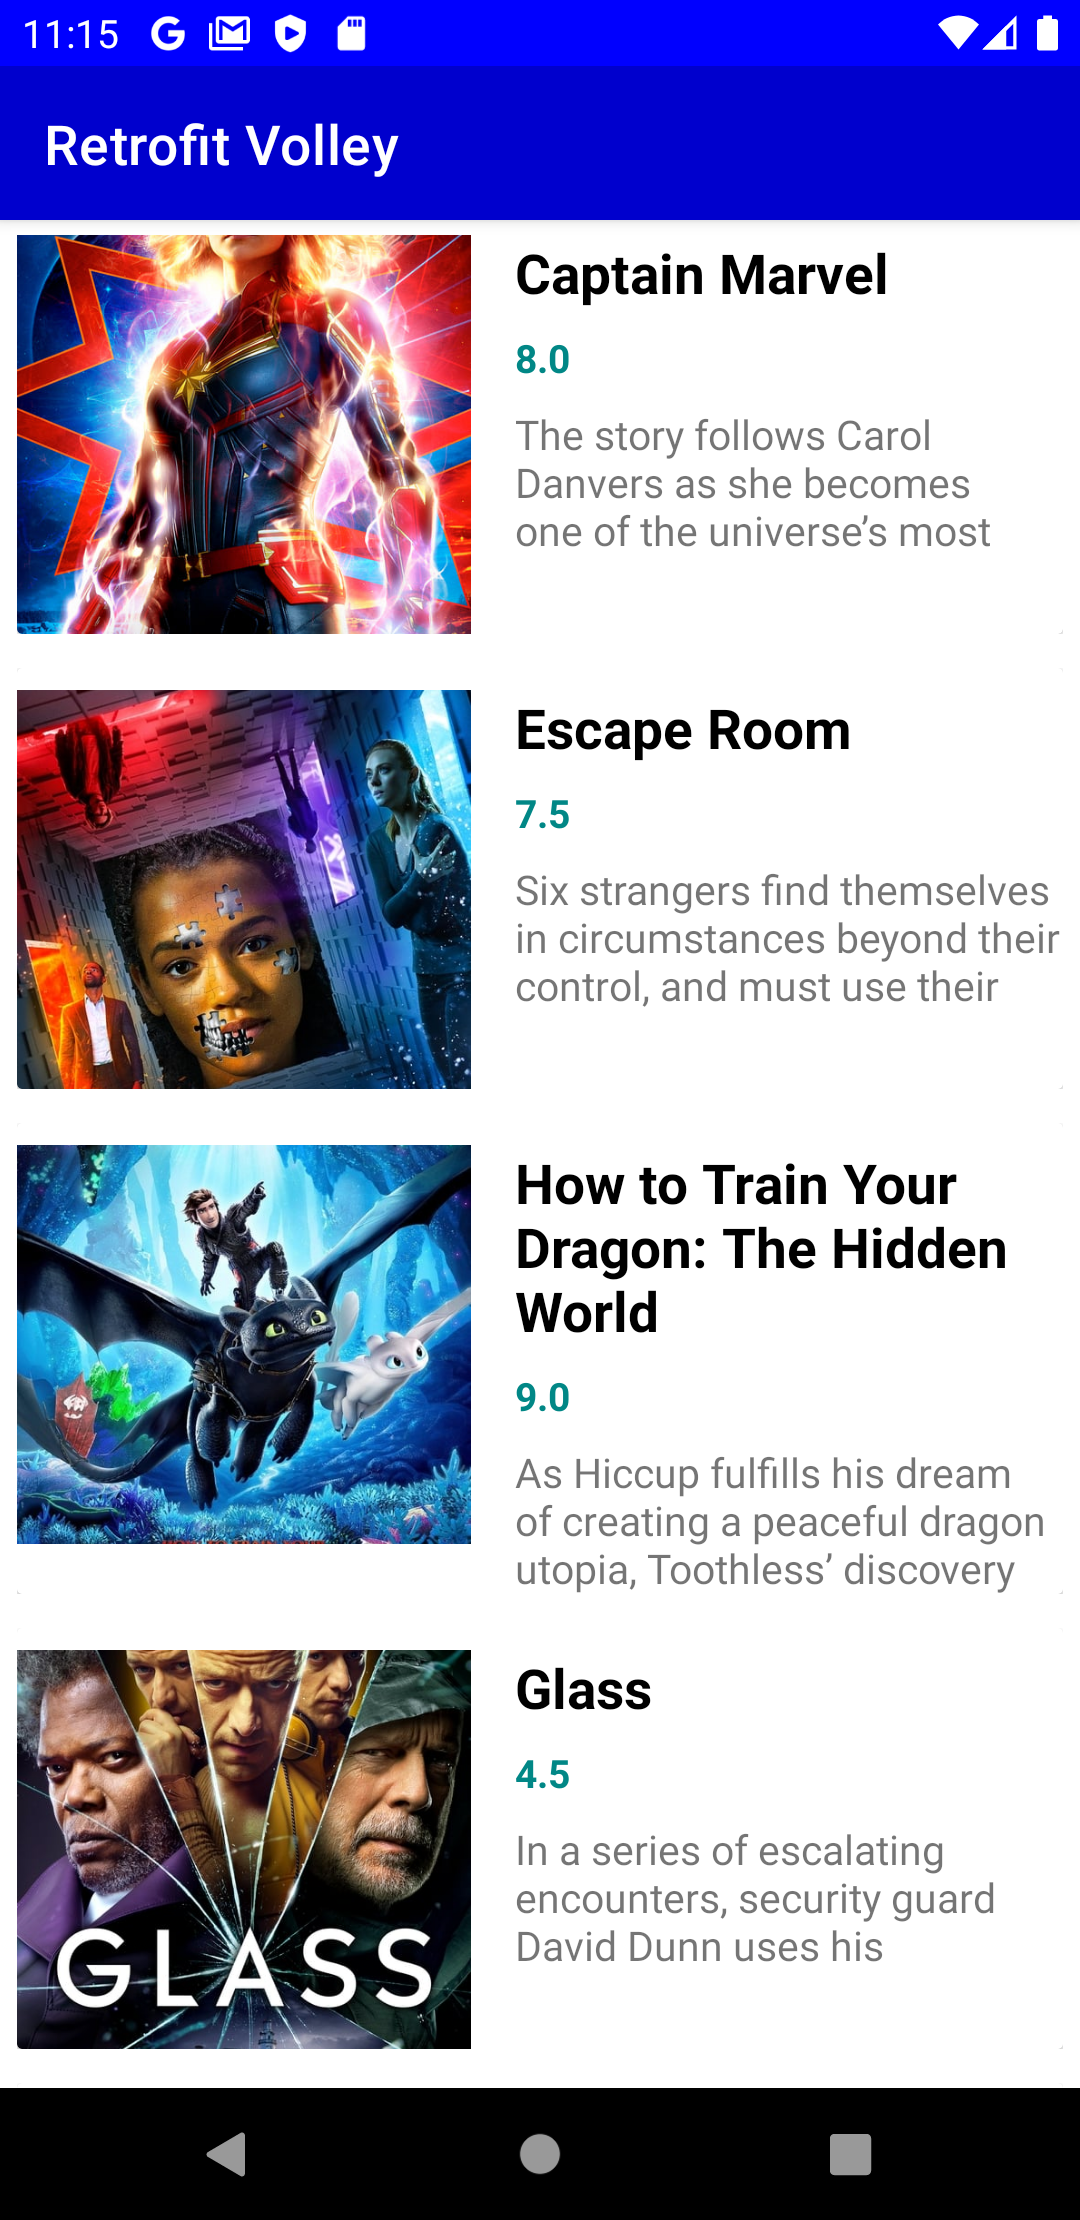 11:15
Retrofit Volley
Captain Marvel
8.0
The story follows Carol
Danvers as she becomes
one of the universe’s most
Escape Room
7.5
Six strangers find themselves
in circumstances beyond their
control, and must use their
How to Train Your
Dragon: The Hidden
World
9.0
As Hiccup fulfills his dream
of creating a peaceful dragon
utopia, Toothless’ discovery
GLASS
Glass
4.5
In a series of escalating
encounters, security guard
David Dunn uses his